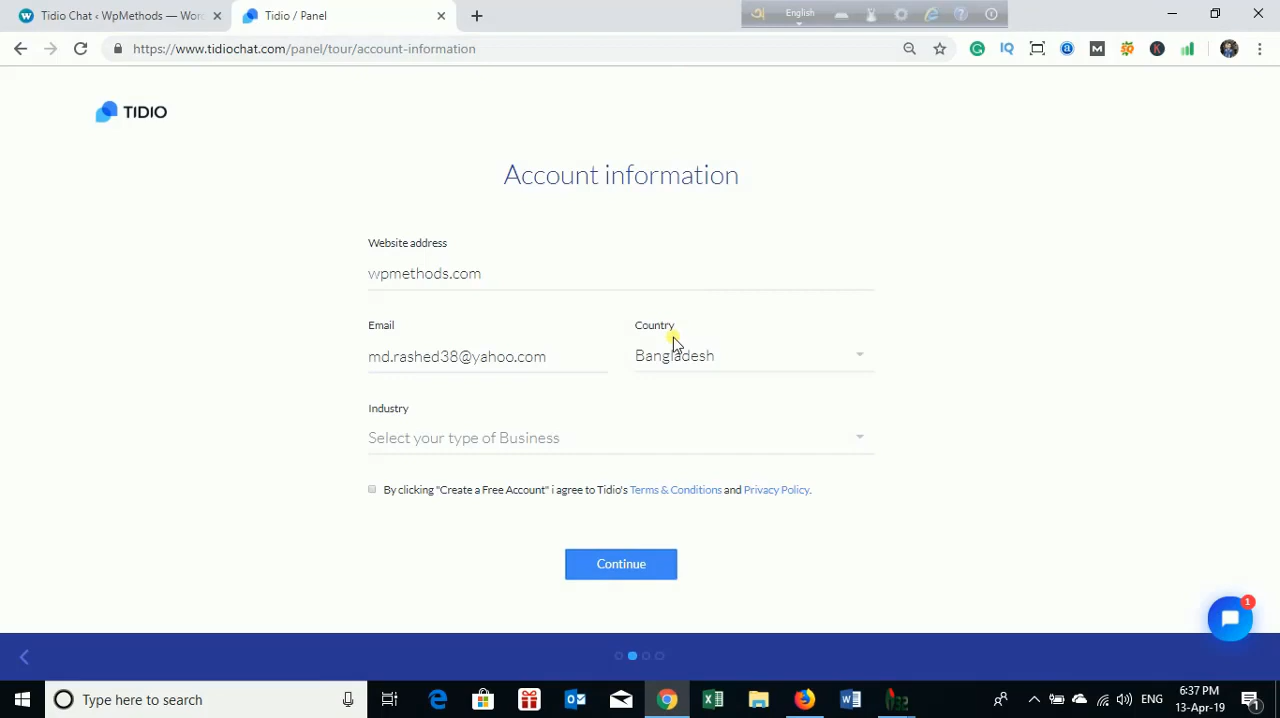 Tidio Chat ‹ WpMethods — Wor
Tidio / Panel
English
https://www.tidiochat.com/panel/tour/account-information
TIDIO
Account information
Website address
wpmethods.com
Email
Country
md.rashed38@yahoo.com
Bangladesh
Industry
Select your type of Business
By clicking "Create a Free Account" i agree to Tidio's Terms & Conditions and Privacy Policy.
Continue
1
Type here to search
ENG
6:37 PM
13-Apr-19
1